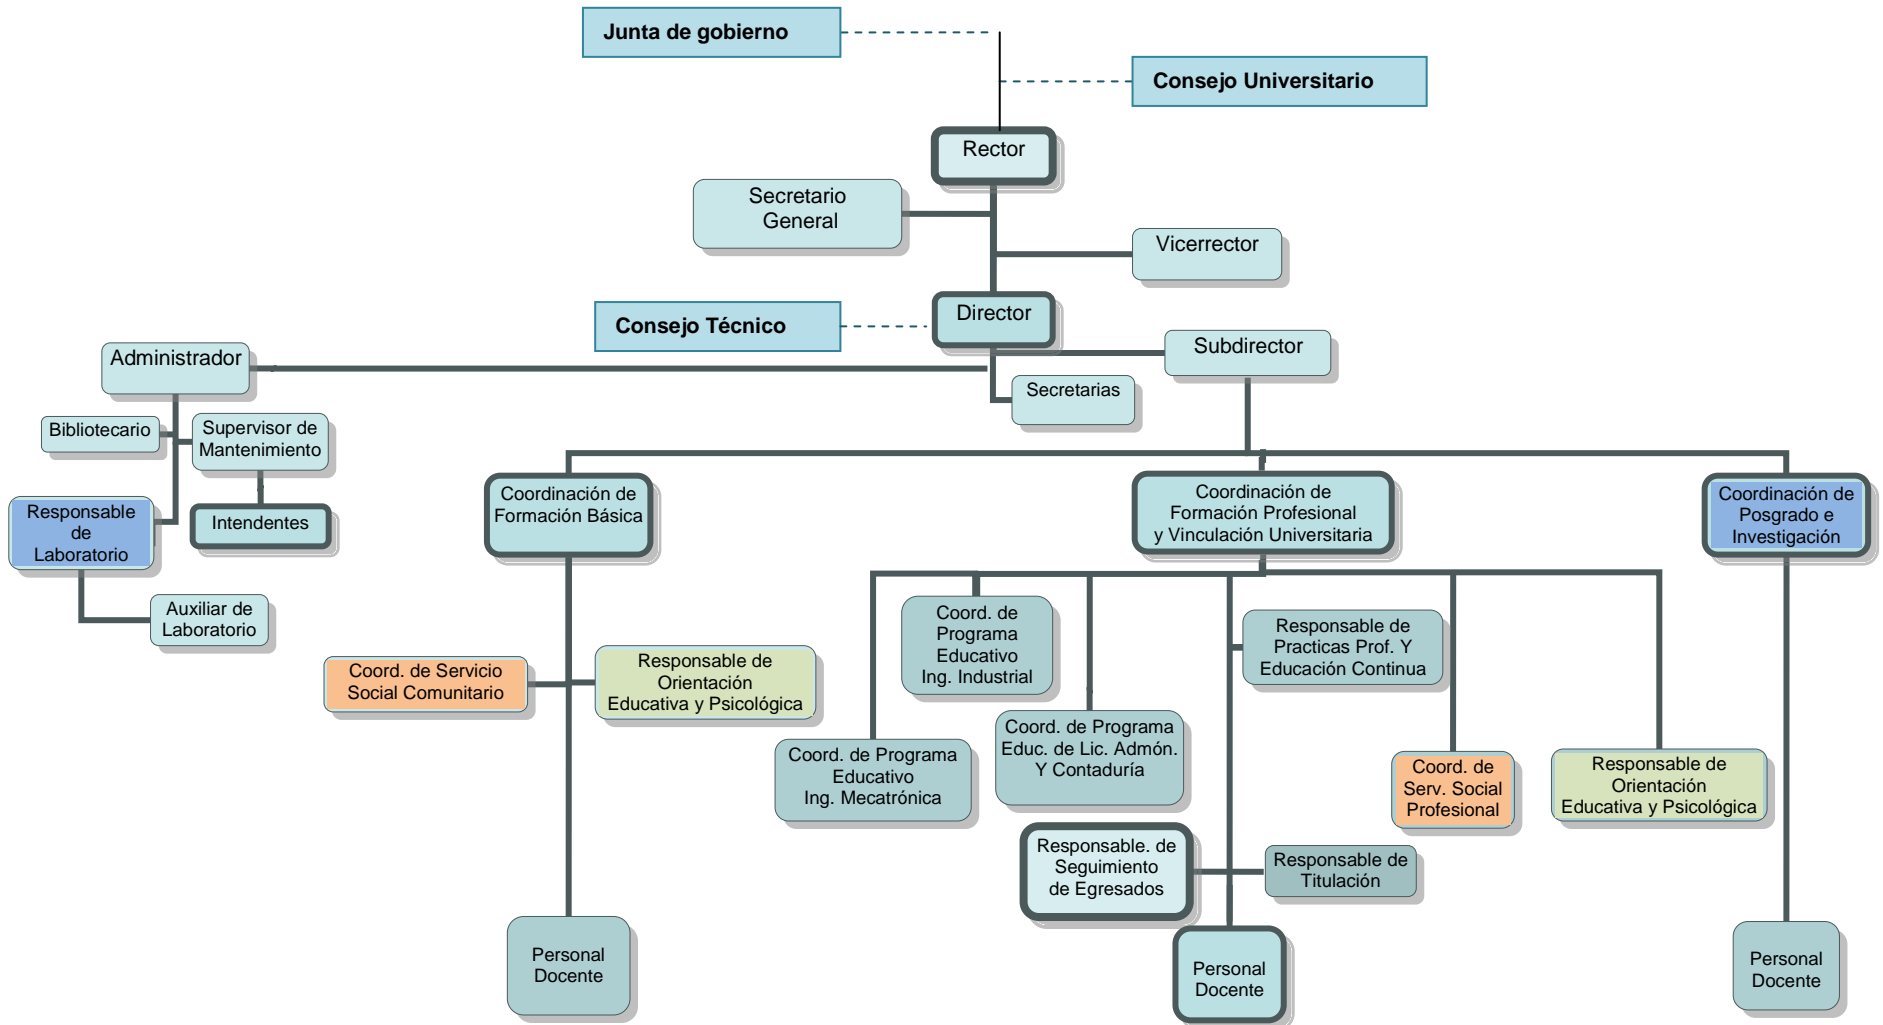 Junta de gobierno
Consejo Universitario
Rector
Secretario
General
Vicerrector
Director
Consejo Técnico
Subdirector
Administrador
Secretarias
Bibliotecario
Supervisor de
Mantenimiento
Responsable
de
Laboratorio
Intendentes
Auxiliar de
Laboratorio
Coordinación de
Formación Básica
Coordinación de
Formación Profesional
y Vinculación Universitaria
Coordinación de
Posgrado e
Investigación
Coord. de Servicio
Social Comunitario
Responsable de
Orientación
Educativa y Psicológica
Coord. de
Programa
Educativo
Ing. Industrial
Responsable de
Practicas Prof. Y
Educación Continua
Coord. de Programa
Educativo
Ing. Mecatrónica
Coord. de Programa
Educ. de Lic. Admón.
Y Contaduría
Coord. de
Serv. Social
Profesional
Responsable de
Orientación
Educativa y Psicológica
Responsable. de
Seguimiento
de Egresados
Responsable de
Titulación
Personal
Docente
Personal
Docente
Personal
Docente